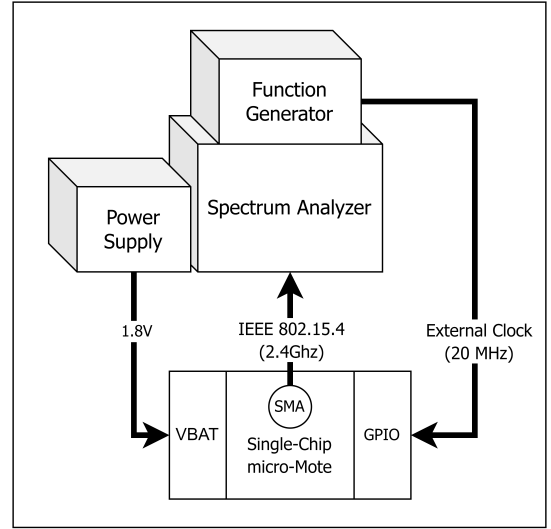 Function
Generator
Spectrum Analyzer
Power
Supply
1.8V
IEEE 802.15.4
(2.4Ghz)
External Clock
(20 MHz)
SMA
VBAT
Single-Chip
micro-Mote
GPIO